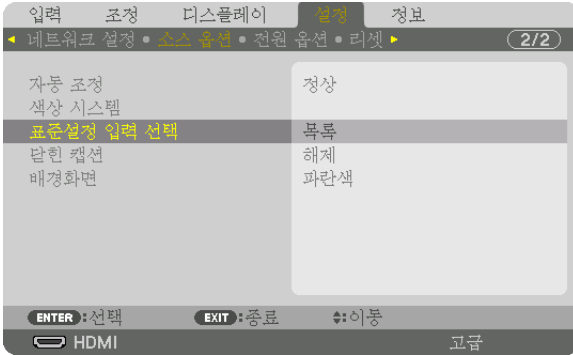 입력 조정 디스플레이 설정 정보
◂ 네트워크 설정 • 소스 옵션 • 전원 옵션 • 리셋 ▸ 2/2
자동 조정 정상
색상 시스템
표준설정 입력 선택 목록
닫힌 캡션 해제
배경화면 파란색
ENTER :선택 EXIT :종료 :이동
HDMI 고급